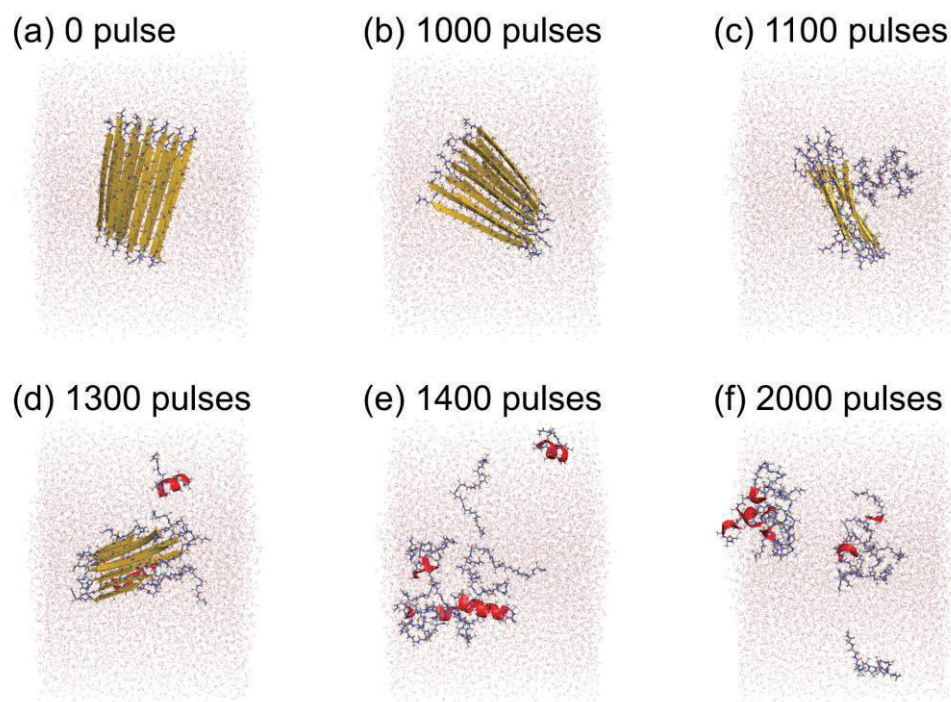 (a) 0 pulse
(b) 1000 pulses
(c) 1100 pulses
(d) 1300 pulses
(e) 1400 pulses
(f) 2000 pulses